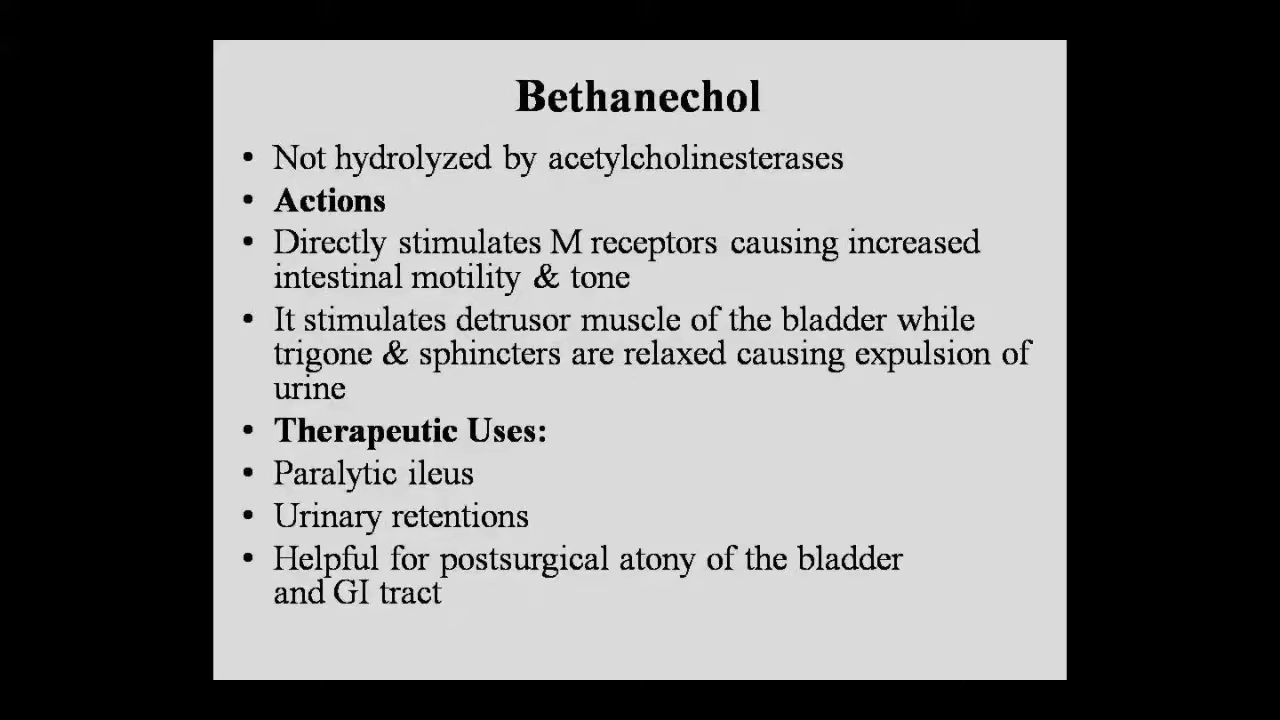 Bethanechol
• Not hydrolyzed by acetylcholinesterases
• Actions
• Directly stimulates M receptors causing increased
intestinal motility & tone
• It stimulates detrusor muscle of the bladder while
trigone & sphincters are relaxed causing expulsion of
urine
• Therapeutic Uses:
• Paralytic ileus
• Urinary retentions
• Helpful for postsurgical atony of the bladder
and GI tract